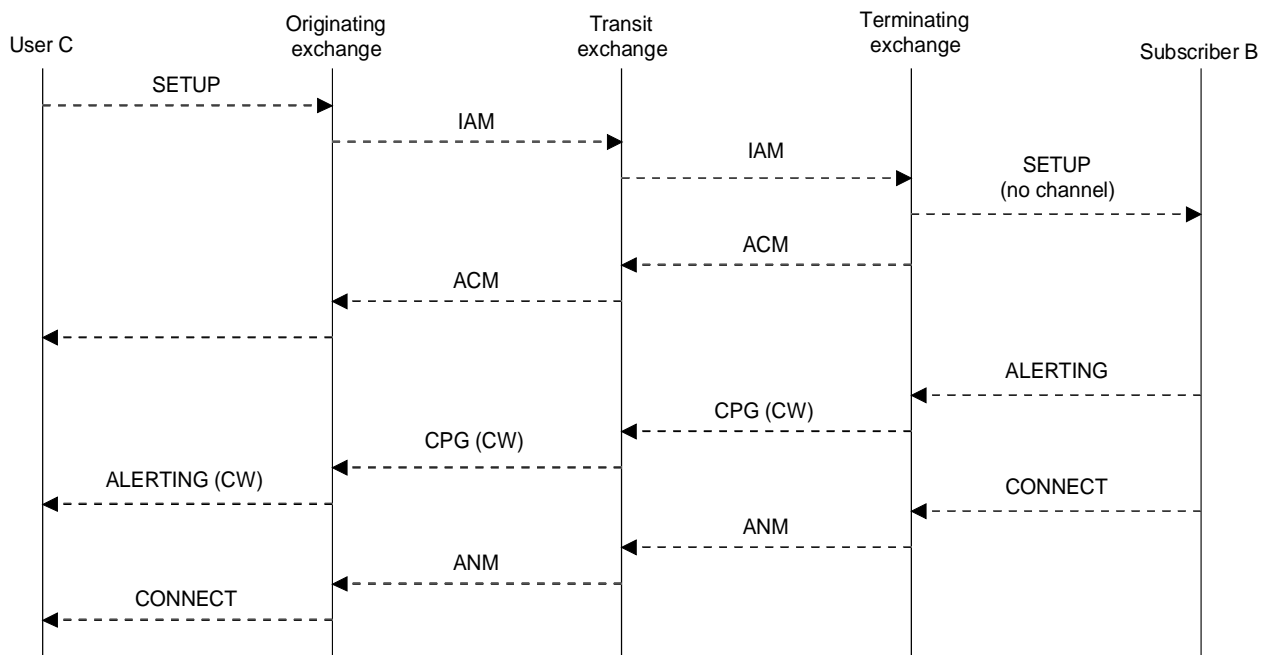 User C
Originating
exchange
Transit
exchange
Terminating
exchange
Subscriber B
SETUP
IAM
IAM
SETUP
(no channel)
ACM
ACM
ALERTING
CPG (CW)
CPG (CW)
ALERTING (CW)
CONNECT
ANM
ANM
CONNECT